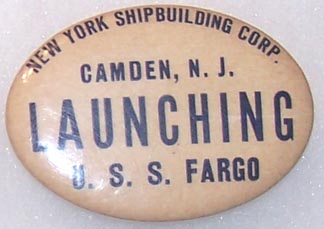 NEW YORK SHIPBUILDING CORP.
CAMDEN, N. J.
LAUNCHING
U. S. S. FARGO